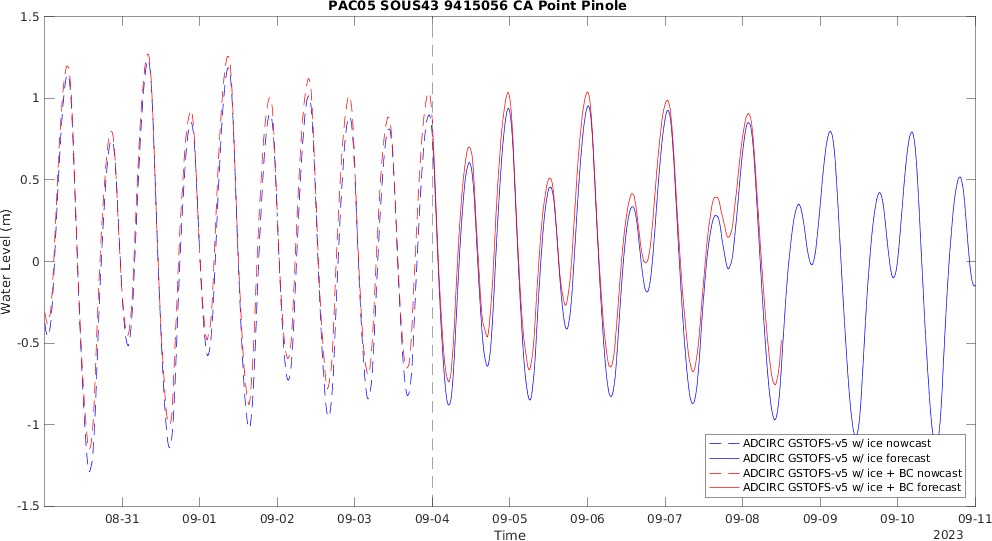 PAC05 SOUS43 9415056 CA Point Pinole
1.5
1
0.5
0
-0.5
-1
-1.5
Water Level (m)
ADCIRC GSTOFS-v5 w/ ice nowcast
ADCIRC GSTOFS-v5 w/ ice forecast
ADCIRC GSTOFS-v5 w/ ice + BC nowcast
ADCIRC GSTOFS-v5 w/ ice + BC forecast
08-31 09-01 09-02 09-03 09-04 09-05 09-06 09-07 09-08 09-09 09-10 09-11
Time
2023